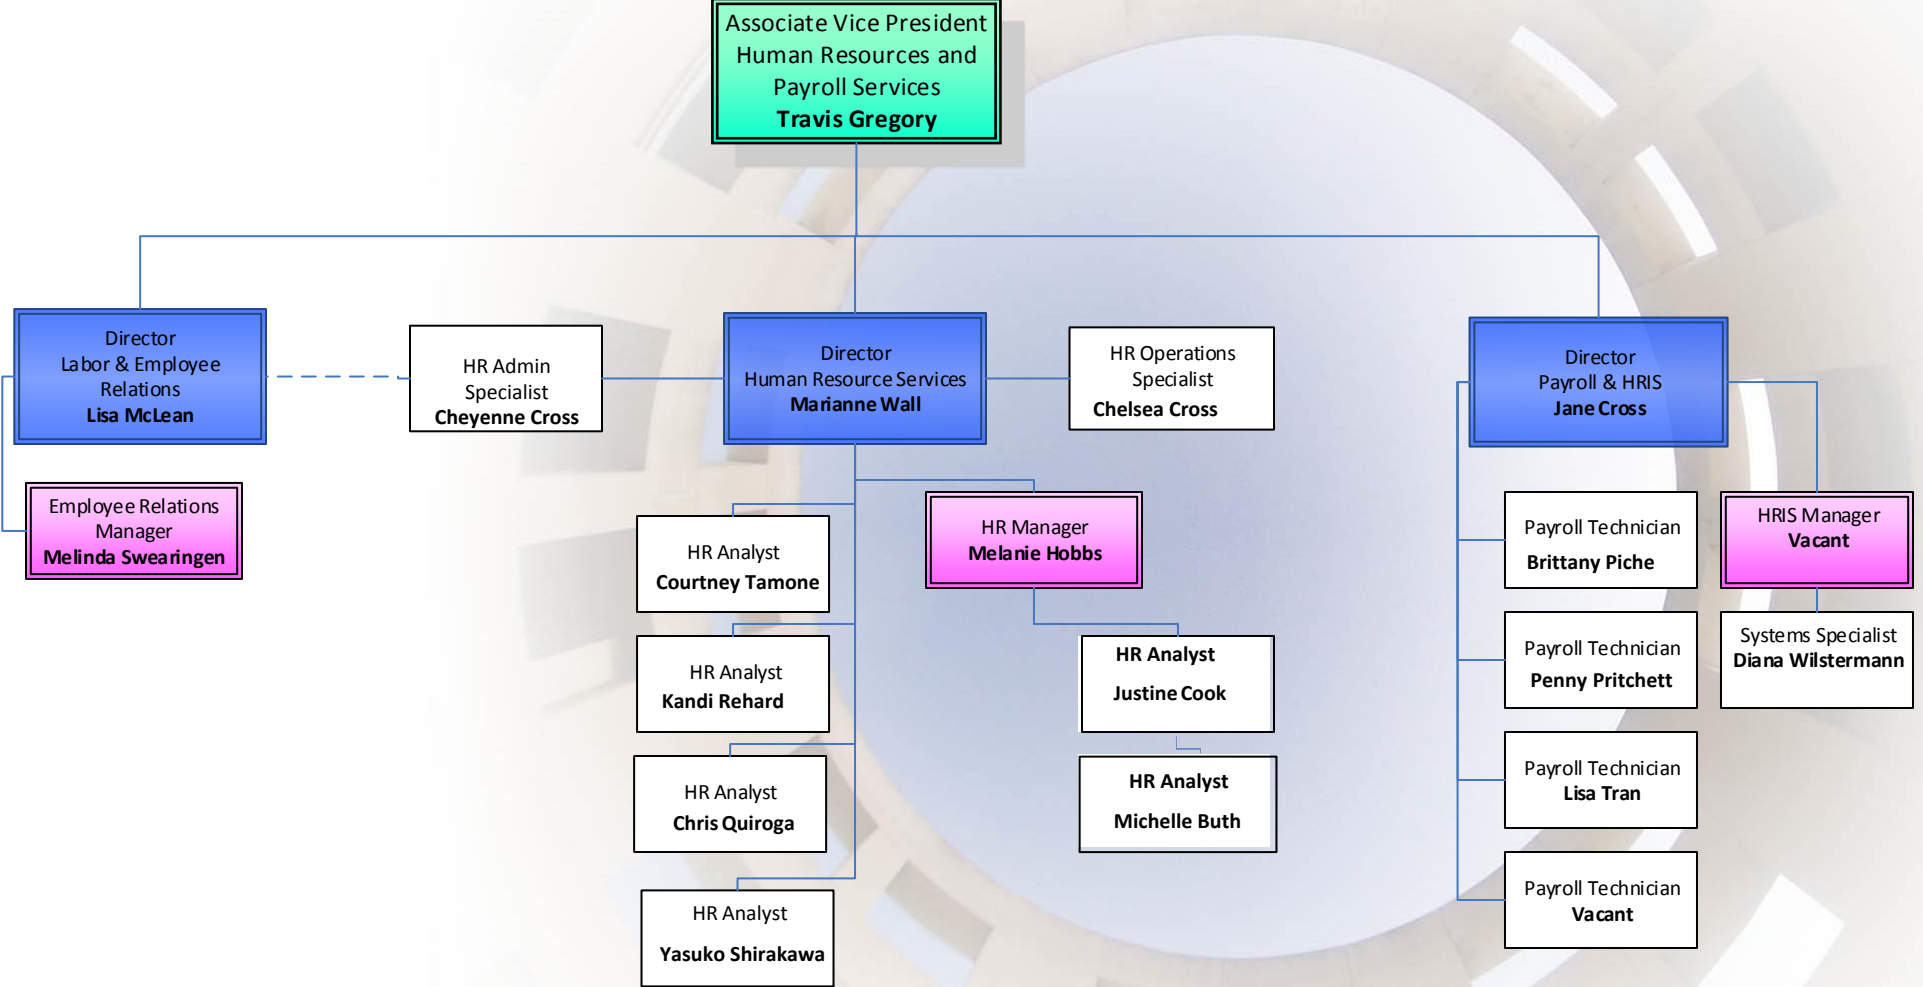 Associate Vice President
Human Resources and
Payroll Services
Travis Gregory
Director
Labor & Employee
Relations
Lisa McLean
HR Admin
Specialist
Cheyenne Cross
Director
Human Resource Services
Marianne Wall
HR Operations
Specialist
Chelsea Cross
Director
Payroll & HRIS
Jane Cross
Employee Relations
Manager
Melinda Swearingen
HR Analyst
Courtney Tamone
HR Manager
Melanie Hobbs
Payroll Technician
Brittany Piche
HRIS Manager
Vacant
HR Analyst
Kandi Rehard
HR Analyst
Justine Cook
Payroll Technician
Penny Pritchett
Systems Specialist
Diana Wilstermann
HR Analyst
Chris Quiroga
HR Analyst
Michelle Buth
Payroll Technician
Lisa Tran
HR Analyst
Yasuko Shirakawa
Payroll Technician
Vacant